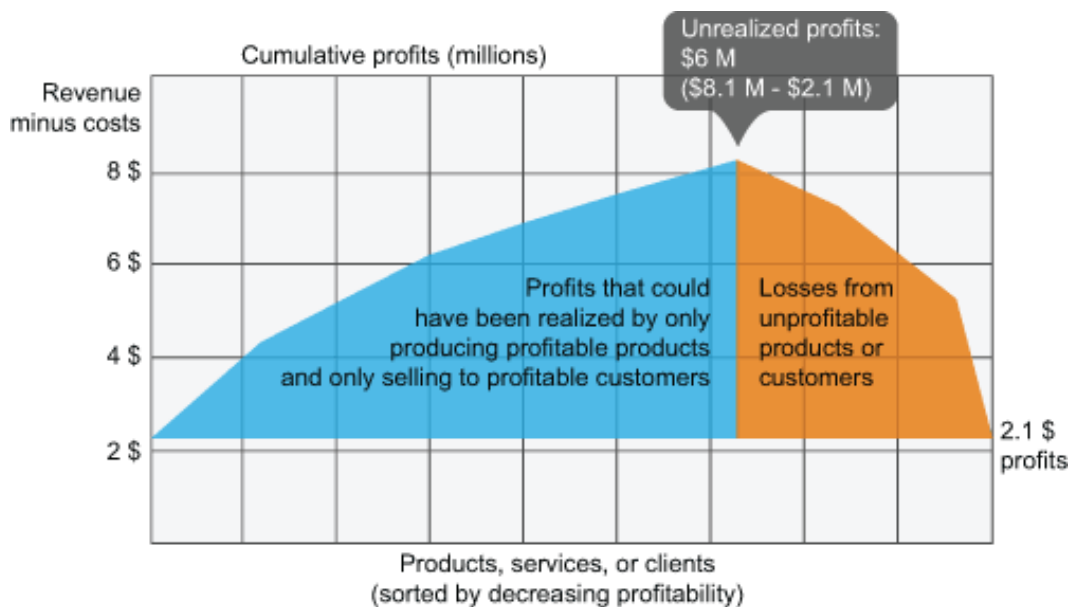 Unrealized profits:
$6 M
($8.1 M - $2.1 M)
Cumulative profits (millions)
Revenue
minus costs
8 $
6 $
4 $
2 $
Profits that could
have been realized by only
producing profitable products
and only selling to profitable customers
Losses from
unprofitable
products or
customers
2.1 $
profits
Products, services, or clients
(sorted by decreasing profitability)